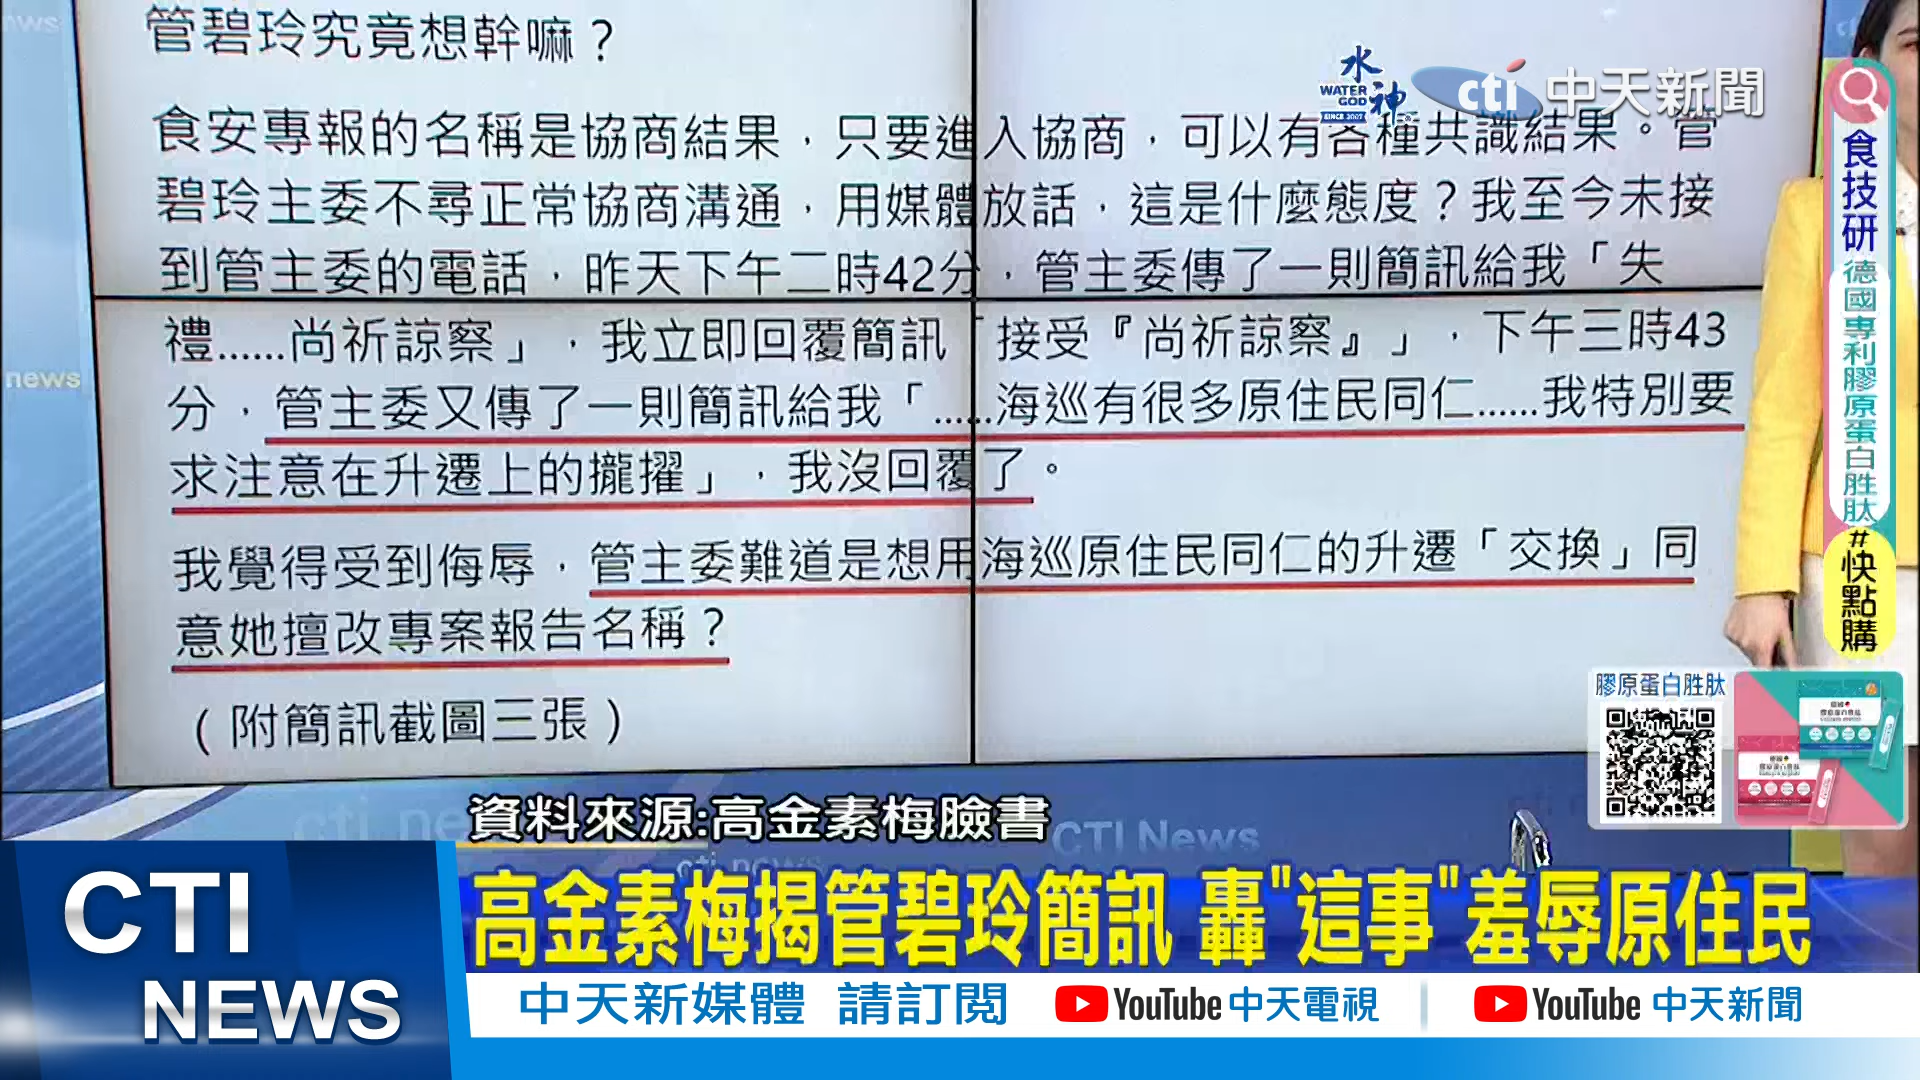 管碧玲究竟想幹嘛？
食安專報的名稱是協商結果，只要進入協商，可以有各種共識結果。管
碧玲主委不尋正常協商溝通，用媒體放話，這是什麼態度？我至今未接
到管主委的電話，昨天下午二時42分，管主委傳了一則簡訊給我「失
禮......尚祈諒察」，我立即回覆簡訊「接受『尚祈諒察』」，下午三時43
分，管主委又傳了一則簡訊給我「......海巡有很多原住民同仁......我特別要
求注意在升遷上的攏擢」，我沒回覆了。
我覺得受到侮辱，管主委難道是想用海巡原住民同仁的升遷「交換」同
意她擅改專案報告名稱？
（附簡訊截圖三張）
水神
WATER GOD
SINCE 2007
cti 中天新聞
食技研
德國專利膠原蛋白胜肽
#快點購
膠原蛋白胜肽
news
資料來源:高金素梅臉書
cti news
CTI News
CTI NEWS
高金素梅揭管碧玲簡訊 轟"這事"羞辱原住民
中天新媒體 請訂閱 YouTube 中天電視 | YouTube 中天新聞